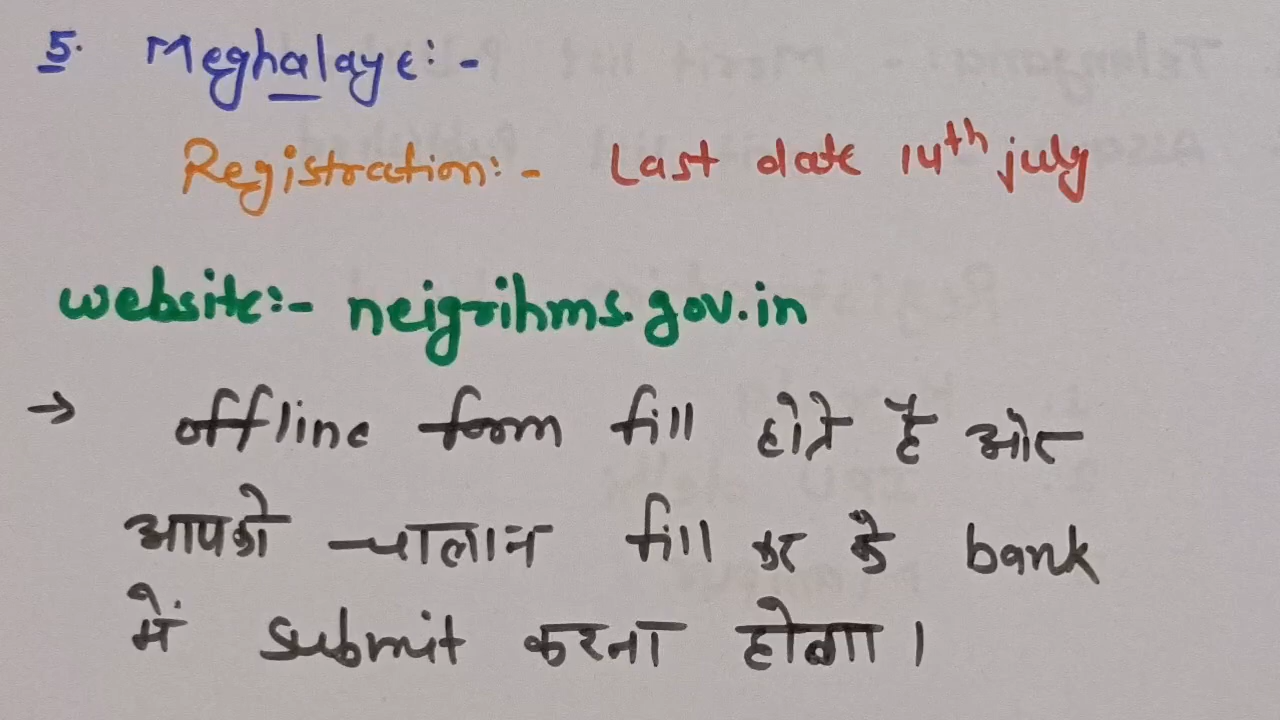 5. Meghalaye:-
Registration:- Last date 14th july
website:- neigrihms.gov.in
→ offline form fill होते है और
आपको चालान fill कर के bank
में submit करना होगा।